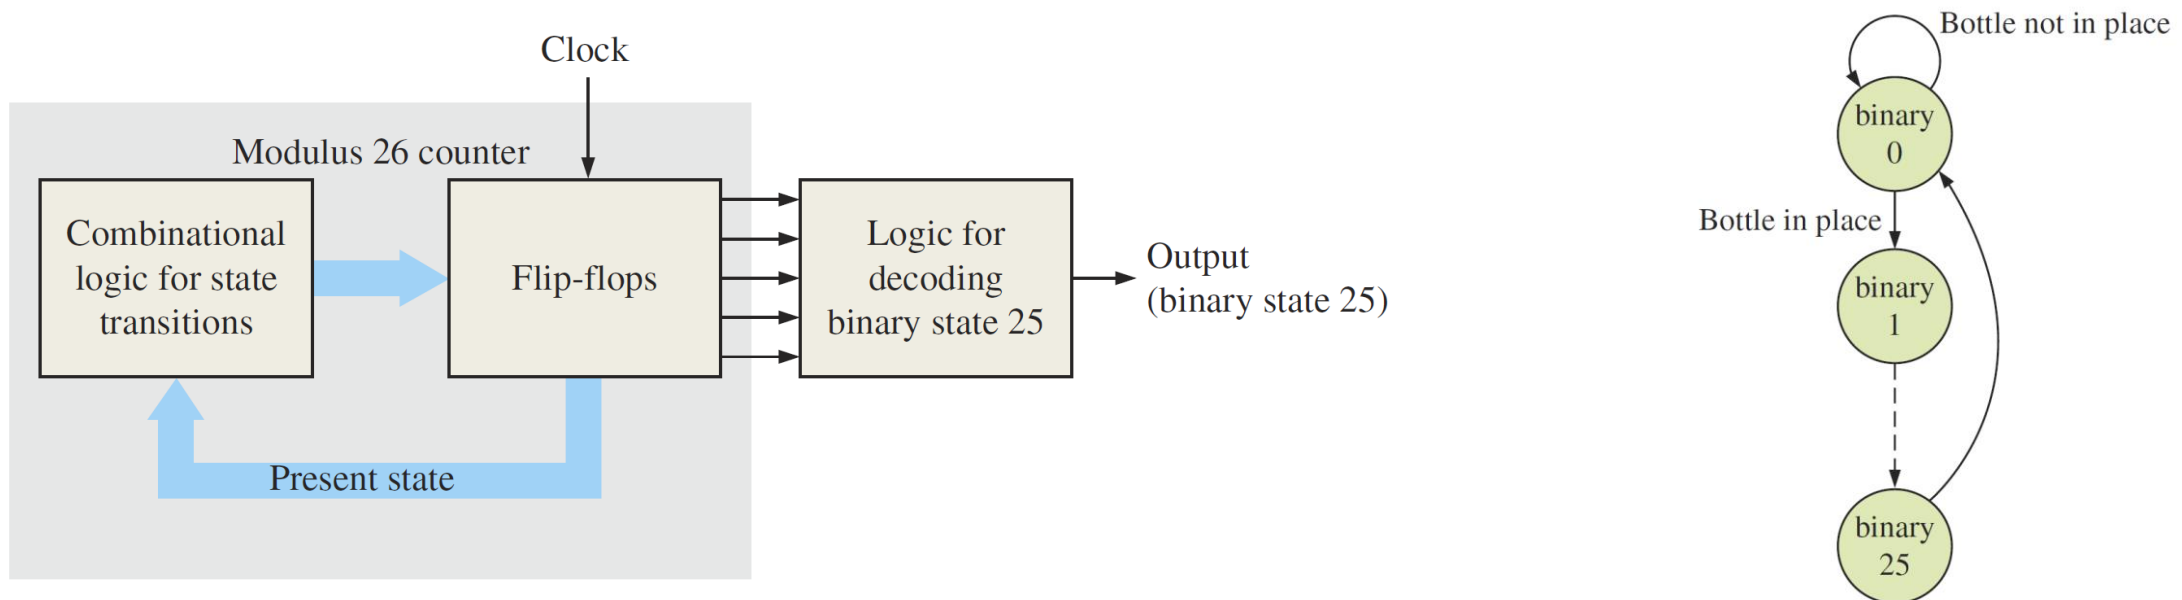 Clock
Modulus 26 counter
Combinational
logic for state
transitions
Flip-flops
Logic for
decoding
binary state 25
Output
(binary state 25)
Present state
Bottle not in place
binary
0
Bottle in place
binary
1
binary
25